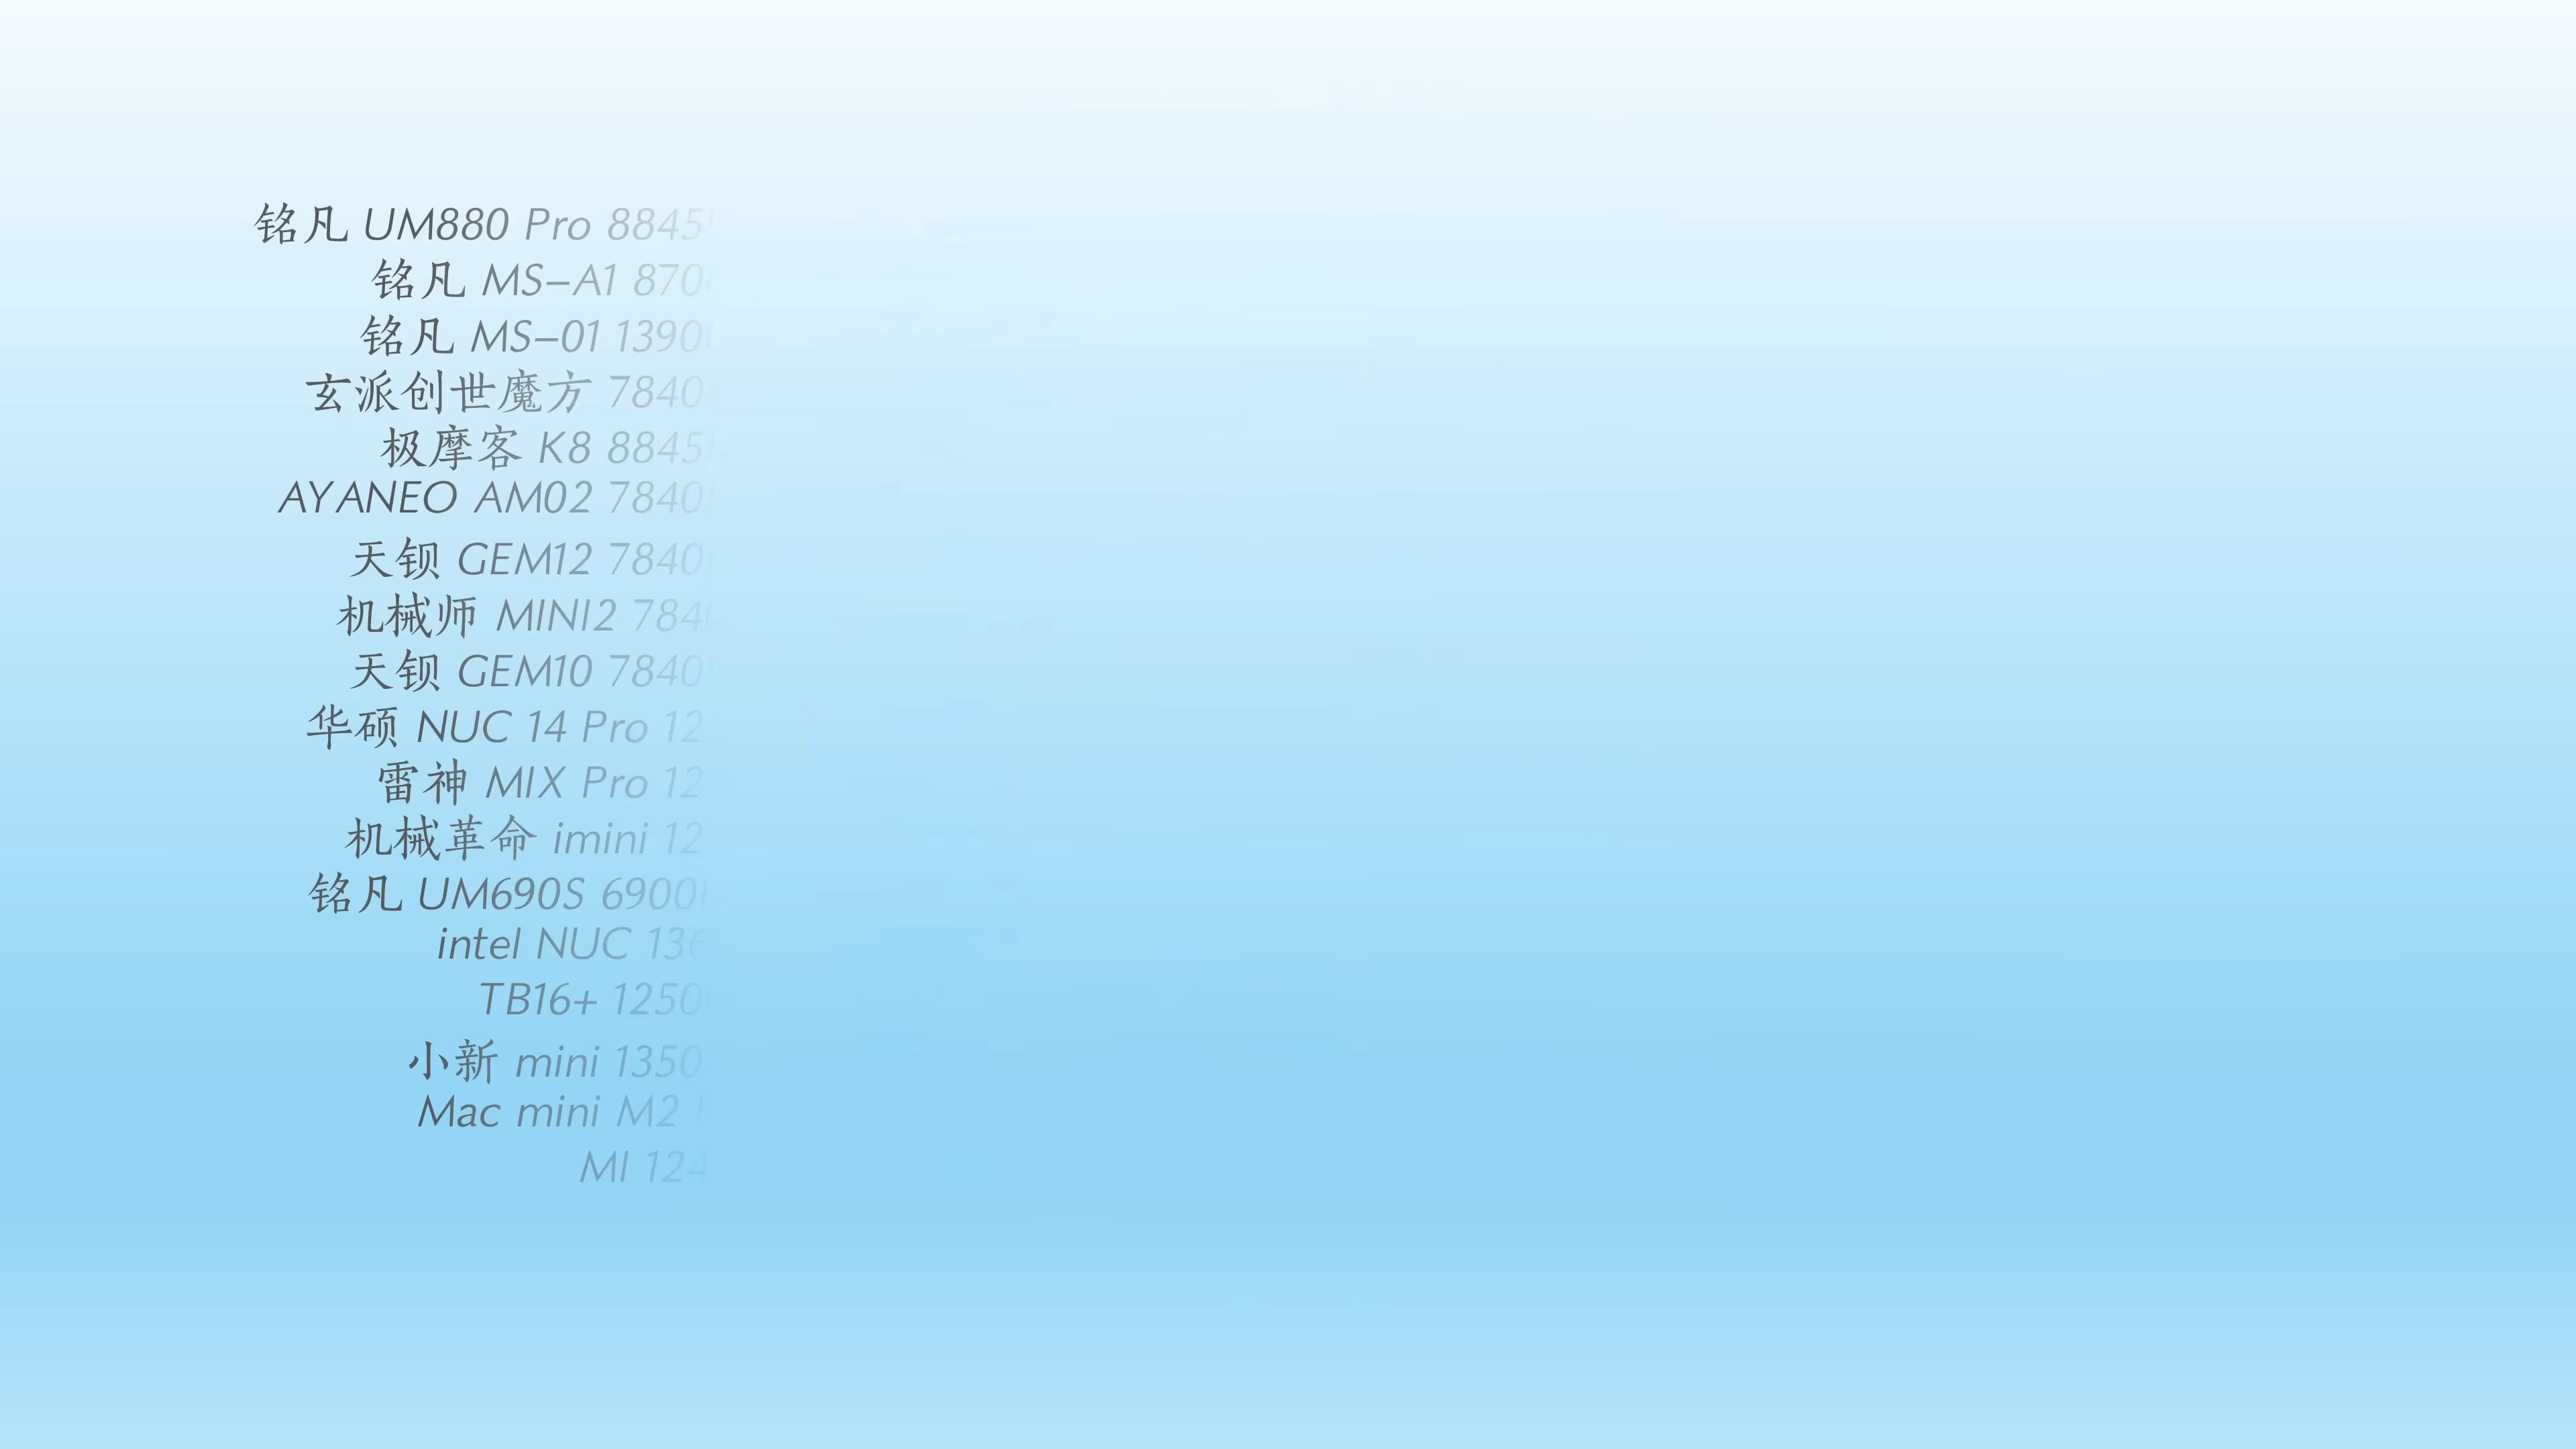 铭凡 UM880 Pro 8845
铭凡 MS-A1 870
铭凡 MS-01 1390
玄派创世魔方 7840
极摩客 K8 8845
AYANEO AM02 7840
天钡 GEM12 7840
机械师 MINI2 784
天钡 GEM10 7840
华硕 NUC 14 Pro 12
雷神 MIX Pro 12
机械革命 imini 12
铭凡 UM690S 6900
intel NUC 136
TB16+ 1250
小新 mini 1350
Mac mini M2
MI 124